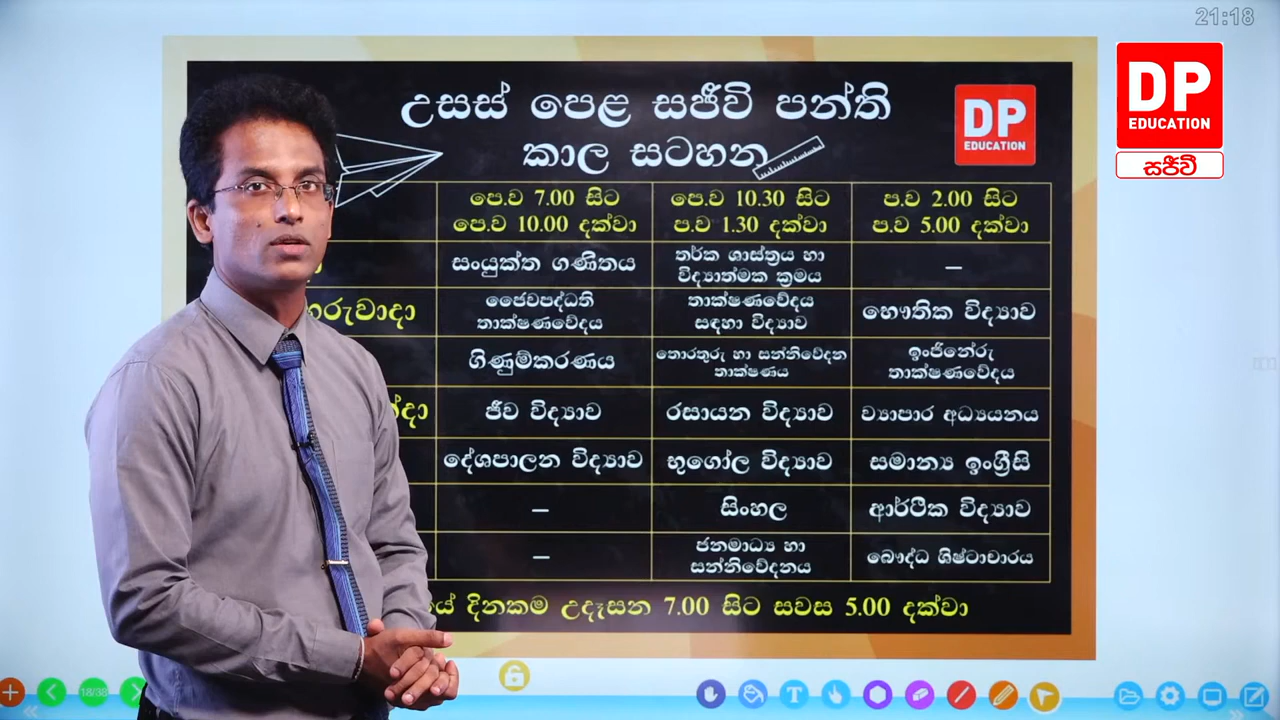 21:18
DP
EDUCATION
සජීවී
උසස් පෙළ සජීවි පන්ති
කාල සටහන
DP
EDUCATION
පෙ.ව 7.00 සිට
පෙ.ව 10.00 දක්වා
පෙ.ව 10.30 සිට
ප.ව 1.30 දක්වා
ප.ව 2.00 සිට
ප.ව 5.00 දක්වා
සංයුක්ත ගණිතය
තර්ක ශාස්ත්‍රය හා
විද්‍යාත්මක ක්‍රමය
–
ජෛවපද්ධති
තාක්ෂණවේදය
තාක්ෂණවේදය
සඳහා විද්‍යාව
භෞතික විද්‍යාව
ගිණුම්කරණය
තොරතුරු හා සන්නිවේදන
තාක්ෂණය
ඉංජිනේරු
තාක්ෂණවේදය
ජීව විද්‍යාව
රසායන විද්‍යාව
ව්‍යාපාර අධ්‍යයනය
දේශපාලන විද්‍යාව
භූගෝල විද්‍යාව
සමාන්‍ය ඉංග්‍රීසි
–
සිංහල
ආර්ථික විද්‍යාව
–
ජනමාධ්‍ය හා
සන්නිවේදනය
බෞද්ධ ශිෂ්ටාචාරය
දිනකම උදෑසන 7.00 සිට සවස 5.00 දක්වා
18/38